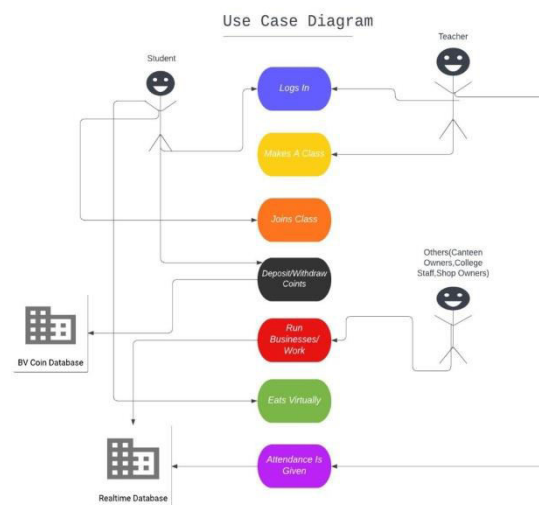 Use Case Diagram
Student
Teacher
Logs In
Makes A Class
Joins Class
Others(Canteen
Owners,College
Staff,Shop Owners)
Deposit/Withdraw
Coints
Run
Businesses/
Work
BV Coin Database
Eats Virtually
Attendance Is
Given
Realtime Database